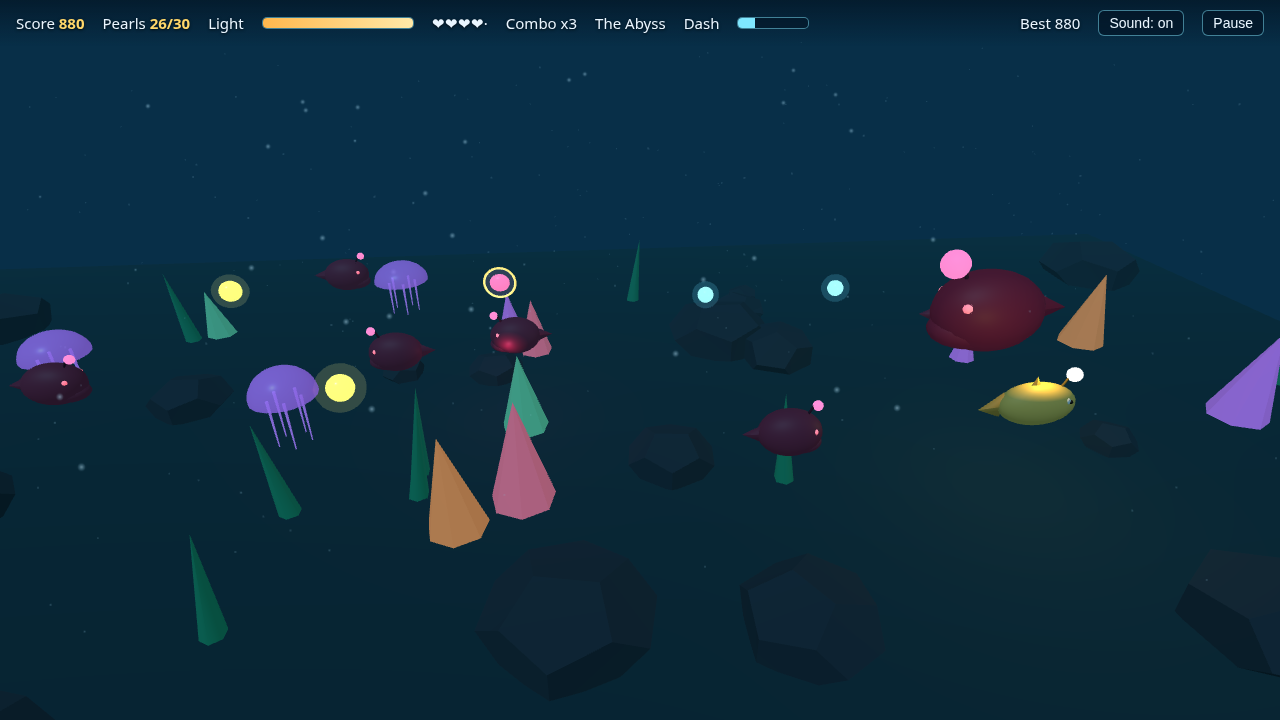 Score 880 Pearls 26/30 Light ❤❤❤❤· Combo x3 The Abyss Dash Best 880 Sound: on Pause